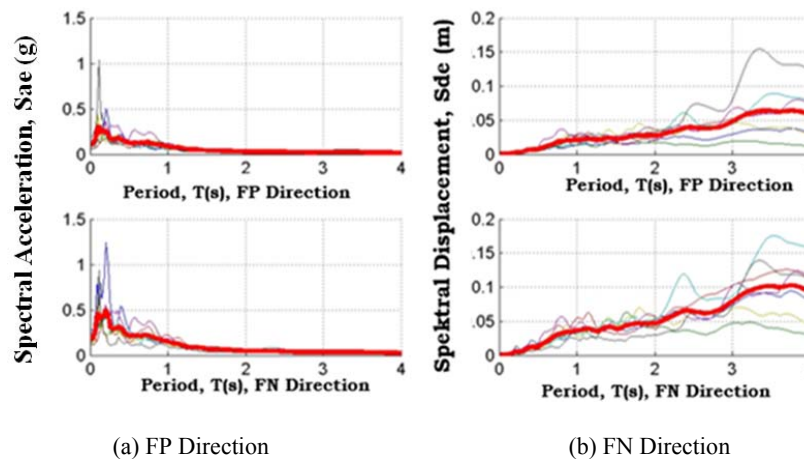 Spectral Acceleration, Sae (g)
1.5
1
0.5
0
0 1 2 3 4
Period, T(s), FP Direction
1.5
1
0.5
0
0 1 2 3 4
Period, T(s), FN Direction
Spektral Displacement, Sde (m)
0.2
.15
0.1
.05
0
0 1 2 3
Period, T(s), FP Direction
0.2
.15
0.1
.05
0
0 1 2 3
Period, T(s), FN Direction
(a) FP Direction
(b) FN Direction